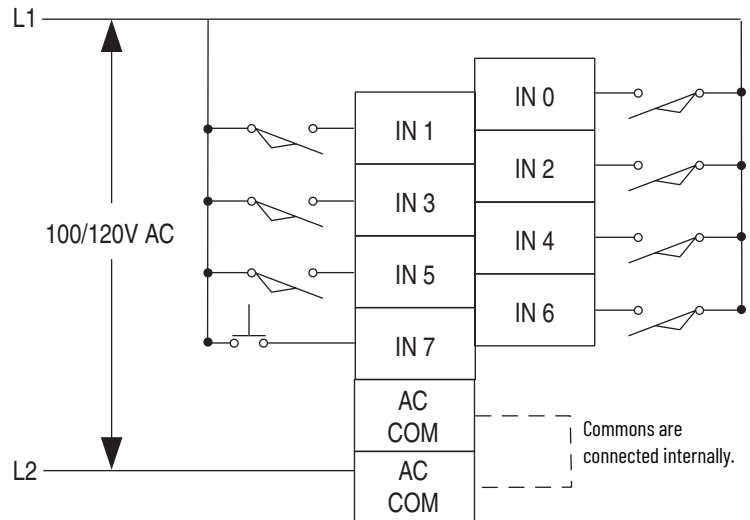 L1
IN 0
IN 1
IN 2
IN 3
100/120V AC
IN 4
IN 5
IN 6
IN 7
AC
COM
Commons are
connected internally.
L2
AC
COM